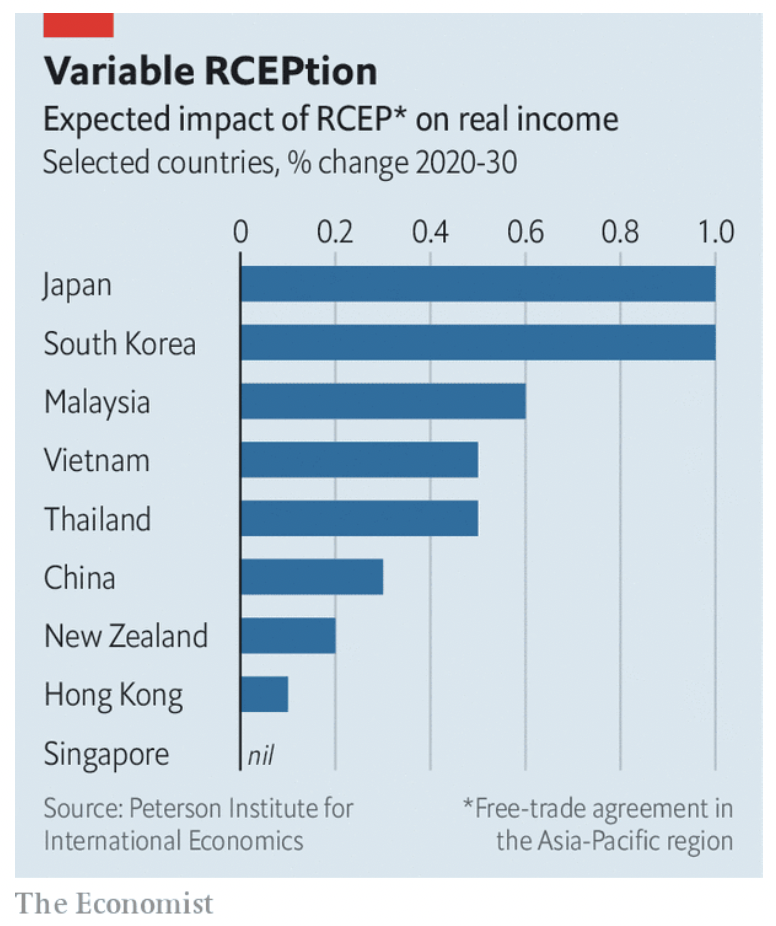 Variable RCEPtion
Expected impact of RCEP* on real income
Selected countries, % change 2020-30
0 0.2 0.4 0.6 0.8 1.0
Japan
South Korea
Malaysia
Vietnam
Thailand
China
New Zealand
Hong Kong
Singapore nil
Source: Peterson Institute for
International Economics
*Free-trade agreement in
the Asia-Pacific region
The Economist